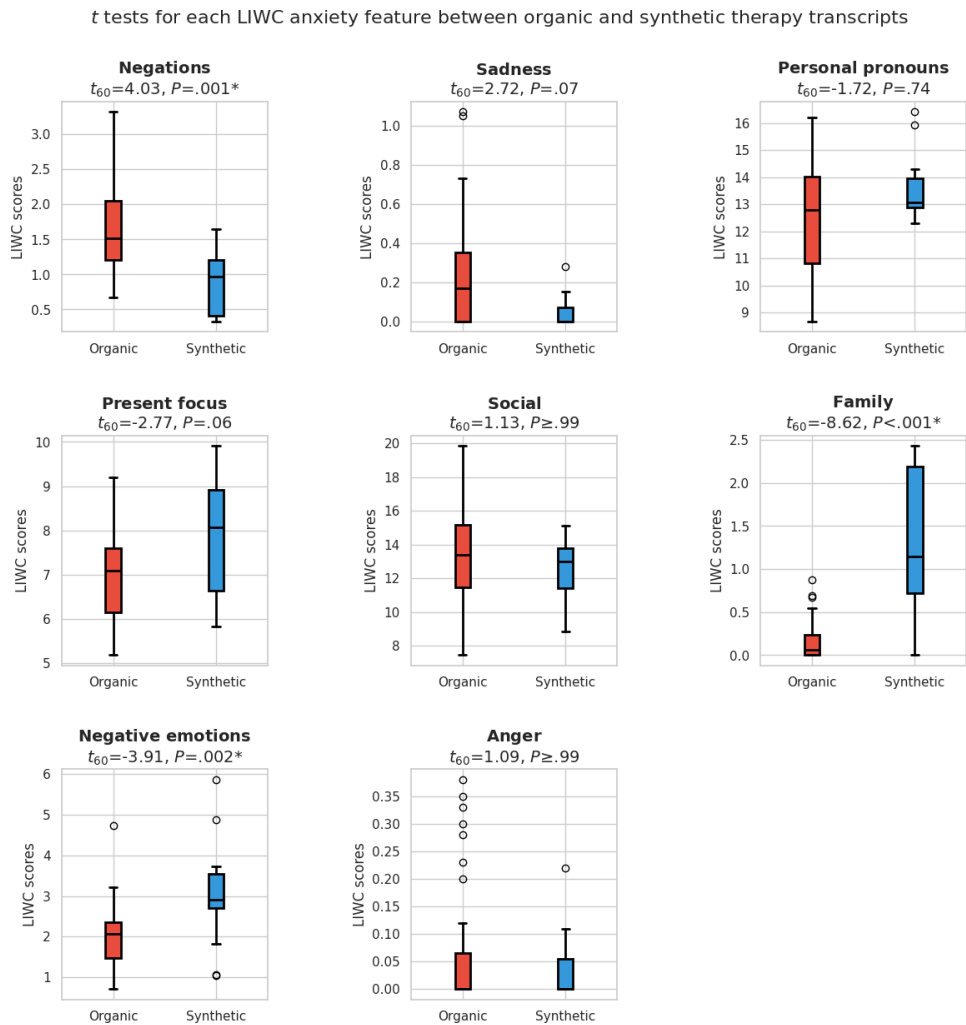 t tests for each LIWC anxiety feature between organic and synthetic therapy transcripts
Negations
t60=4.03, P=.001*
LIWC scores
3.0
2.5
2.0
1.5
1.0
0.5
Organic
Synthetic
Sadness
t60=2.72, P=.07
LIWC scores
1.0
0.8
0.6
0.4
0.2
0.0
Organic
Synthetic
Personal pronouns
t60=-1.72, P=.74
LIWC scores
16
15
14
13
12
11
10
9
Organic
Synthetic
Present focus
t60=-2.77, P=.06
LIWC scores
10
9
8
7
6
5
Organic
Synthetic
Social
t60=1.13, P≥.99
LIWC scores
20
18
16
14
12
10
8
Organic
Synthetic
Family
t60=-8.62, P<.001*
LIWC scores
2.5
2.0
1.5
1.0
0.5
0.0
Organic
Synthetic
Negative emotions
t60=-3.91, P=.002*
LIWC scores
6
5
4
3
2
1
Organic
Synthetic
Anger
t60=1.09, P≥.99
LIWC scores
0.35
0.30
0.25
0.20
0.15
0.10
0.05
0.00
Organic
Synthetic